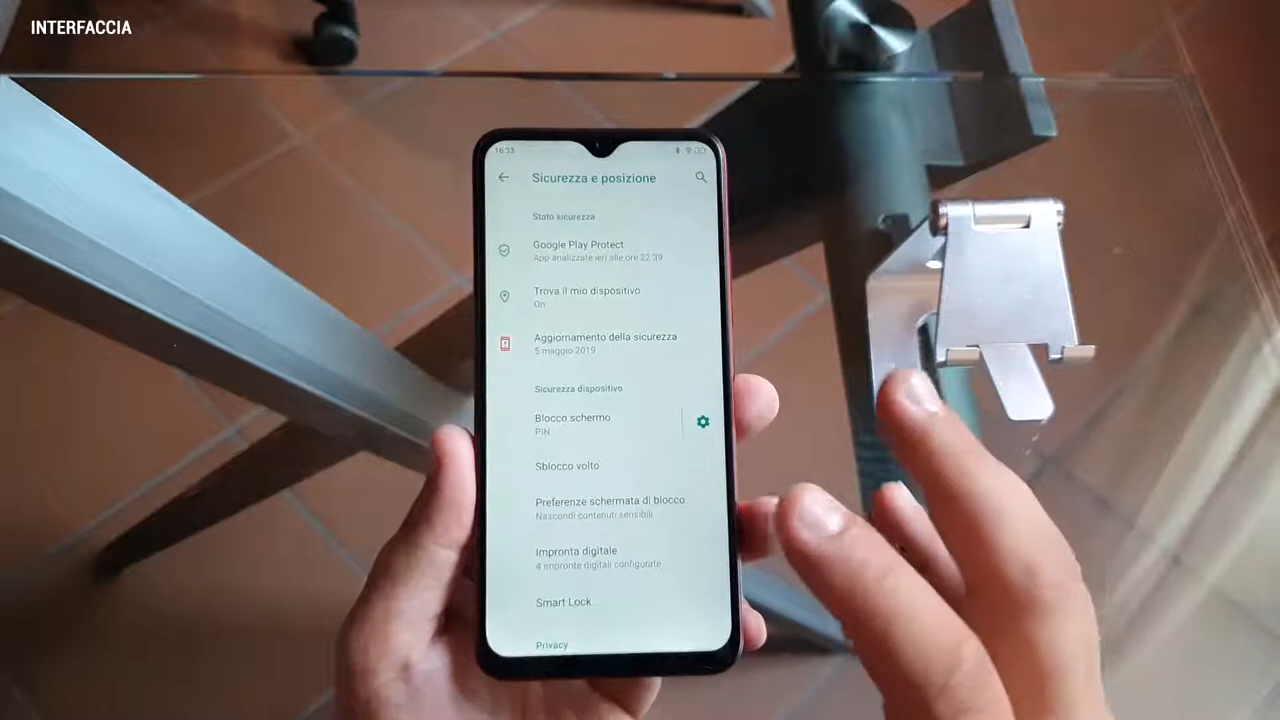 INTERFACCIA
16:53
Sicurezza e posizione
Stato sicurezza
Google Play Protect
App analizzate ieri alle ore 22:39
Trova il mio dispositivo
On
Aggiornamento della sicurezza
5 maggio 2019
Sicurezza dispositivo
Blocco schermo
PIN
Sblocco volto
Preferenze schermata di blocco
Nascondi contenuti sensibili
Impronta digitale
4 impronte digitali configurate
Smart Lock
Privacy